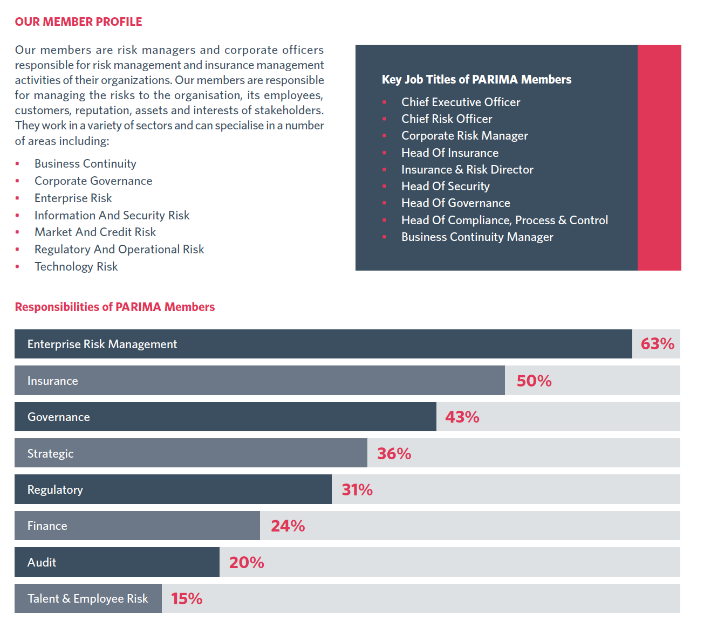 OUR MEMBER PROFILE
Our members are risk managers and corporate officers
responsible for risk management and insurance management
activities of their organizations. Our members are responsible
for managing the risks to the organisation, its employees,
customers, reputation, assets and interests of stakeholders.
They work in a variety of sectors and can specialise in a number
of areas including:
• Business Continuity
• Corporate Governance
• Enterprise Risk
• Information And Security Risk
• Market And Credit Risk
• Regulatory And Operational Risk
• Technology Risk
Key Job Titles of PARIMA Members
• Chief Executive Officer
• Chief Risk Officer
• Corporate Risk Manager
• Head Of Insurance
• Insurance & Risk Director
• Head Of Security
• Head Of Governance
• Head Of Compliance, Process & Control
• Business Continuity Manager
Responsibilities of PARIMA Members
Enterprise Risk Management 63%
Insurance 50%
Governance 43%
Strategic 36%
Regulatory 31%
Finance 24%
Audit 20%
Talent & Employee Risk 15%